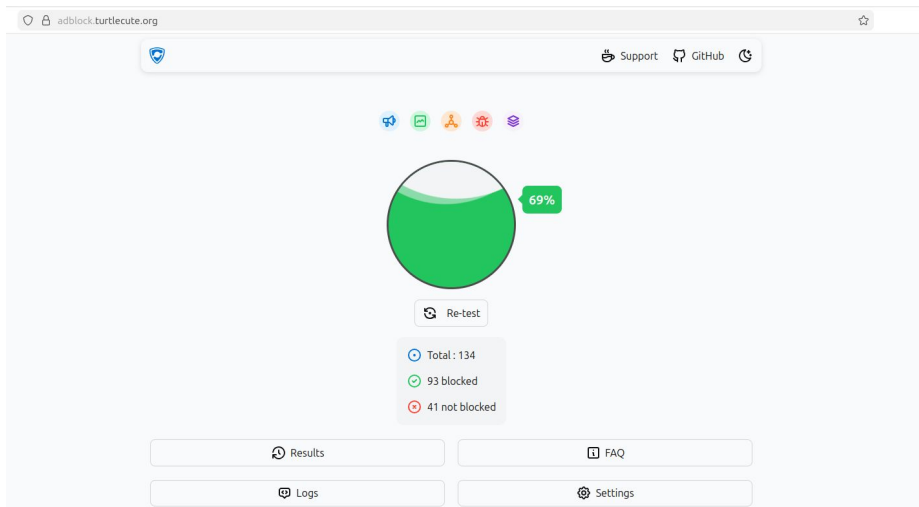 adblock.turtlecute.org
Support GitHub
69%
Re-test
Total : 134
93 blocked
41 not blocked
Results FAQ
Logs Settings